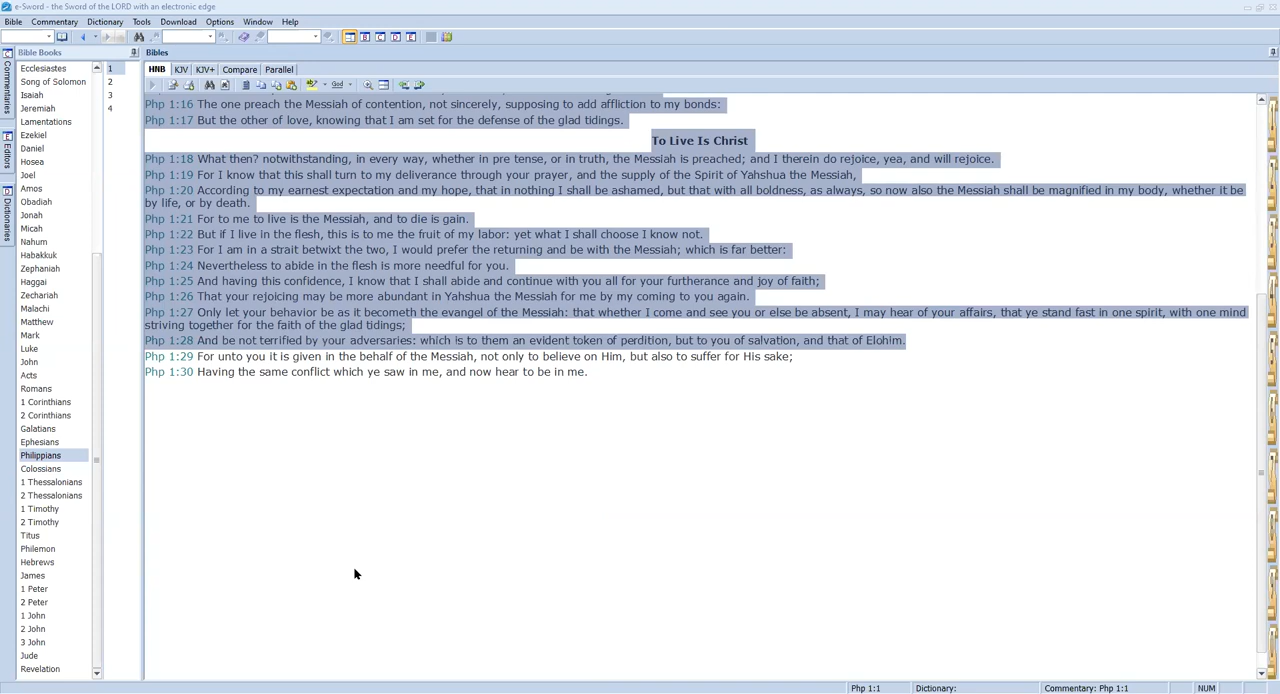 e-Sword - the Sword of the LORD with an electronic edge
Bible Commentary Dictionary Tools Download Options Window Help
B C D E
Bible Books
Bibles
Commentaries
E Editors
D Dictionaries
HNB KJV KJV+ Compare Parallel
Ecclesiastes
Song of Solomon
Isaiah
Jeremiah
Lamentations
Ezekiel
Daniel
Hosea
Joel
Amos
Obadiah
Jonah
Micah
Nahum
Habakkuk
Zephaniah
Haggai
Zechariah
Malachi
Matthew
Mark
Luke
John
Acts
Romans
1 Corinthians
2 Corinthians
Galatians
Ephesians
Philippians
Colossians
1 Thessalonians
2 Thessalonians
1 Timothy
2 Timothy
Titus
Philemon
Hebrews
James
1 Peter
2 Peter
1 John
2 John
3 John
Jude
Revelation
1
2
3
4
Php 1:16 The one preach the Messiah of contention, not sincerely, supposing to add affliction to my bonds:
Php 1:17 But the other of love, knowing that I am set for the defense of the glad tidings.
To Live Is Christ
Php 1:18 What then? notwithstanding, in every way, whether in pre tense, or in truth, the Messiah is preached; and I therein do rejoice, yea, and will rejoice.
Php 1:19 For I know that this shall turn to my deliverance through your prayer, and the supply of the Spirit of Yahshua the Messiah,
Php 1:20 According to my earnest expectation and my hope, that in nothing I shall be ashamed, but that with all boldness, as always, so now also the Messiah shall be magnified in my body, whether it be
by life, or by death.
Php 1:21 For to me to live is the Messiah, and to die is gain.
Php 1:22 But if I live in the flesh, this is to me the fruit of my labor: yet what I shall choose I know not.
Php 1:23 For I am in a strait betwixt the two, I would prefer the returning and be with the Messiah; which is far better:
Php 1:24 Nevertheless to abide in the flesh is more needful for you.
Php 1:25 And having this confidence, I know that I shall abide and continue with you all for your furtherance and joy of faith;
Php 1:26 That your rejoicing may be more abundant in Yahshua the Messiah for me by my coming to you again.
Php 1:27 Only let your behavior be as it becometh the evangel of the Messiah: that whether I come and see you or else be absent, I may hear of your affairs, that ye stand fast in one spirit, with one mind
striving together for the faith of the glad tidings;
Php 1:28 And be not terrified by your adversaries: which is to them an evident token of perdition, but to you of salvation, and that of Elohim.
Php 1:29 For unto you it is given in the behalf of the Messiah, not only to believe on Him, but also to suffer for His sake;
Php 1:30 Having the same conflict which ye saw in me, and now hear to be in me.
Php 1:1 Dictionary: Commentary: Php 1:1 NUM